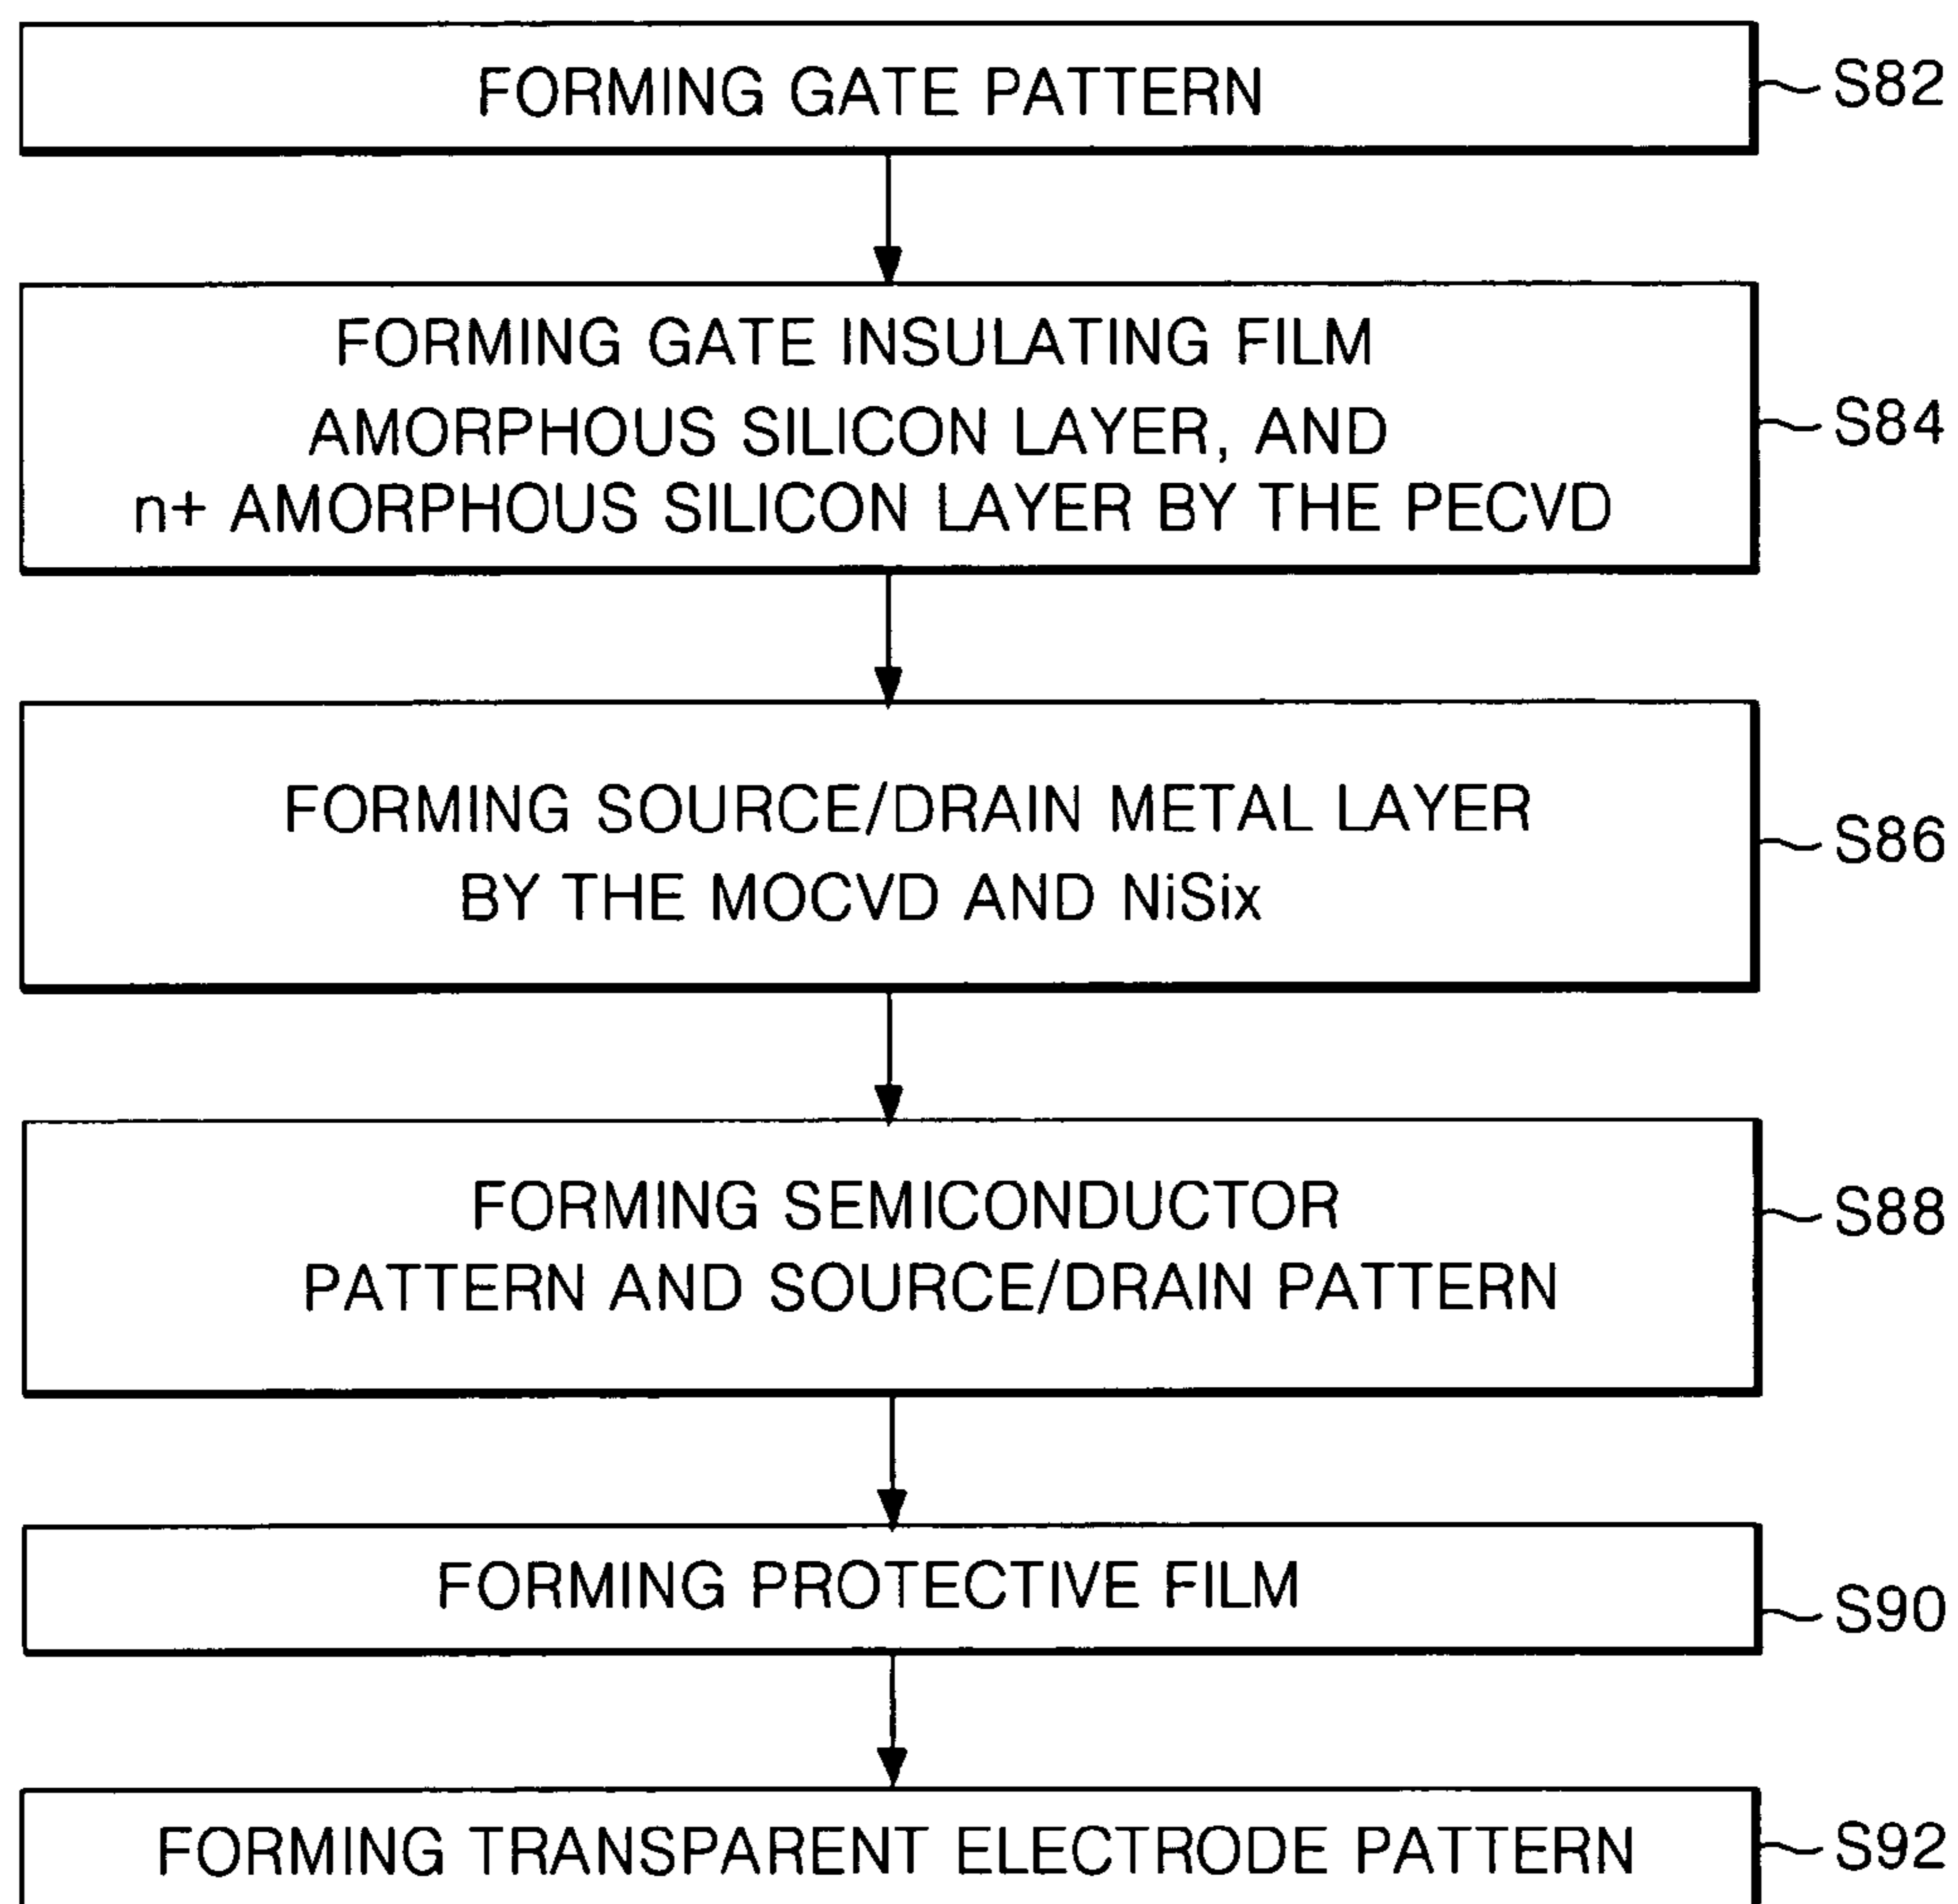 FORMING GATE PATTERN
S82
FORMING GATE INSULATING FILM
AMORPHOUS SILICON LAYER, AND
n+ AMORPHOUS SILICON LAYER BY THE PECVD
S84
FORMING SOURCE/DRAIN METAL LAYER
BY THE MOCVD AND NiSix
S86
FORMING SEMICONDUCTOR
PATTERN AND SOURCE/DRAIN PATTERN
S88
FORMING PROTECTIVE FILM
S90
FORMING TRANSPARENT ELECTRODE PATTERN
S92